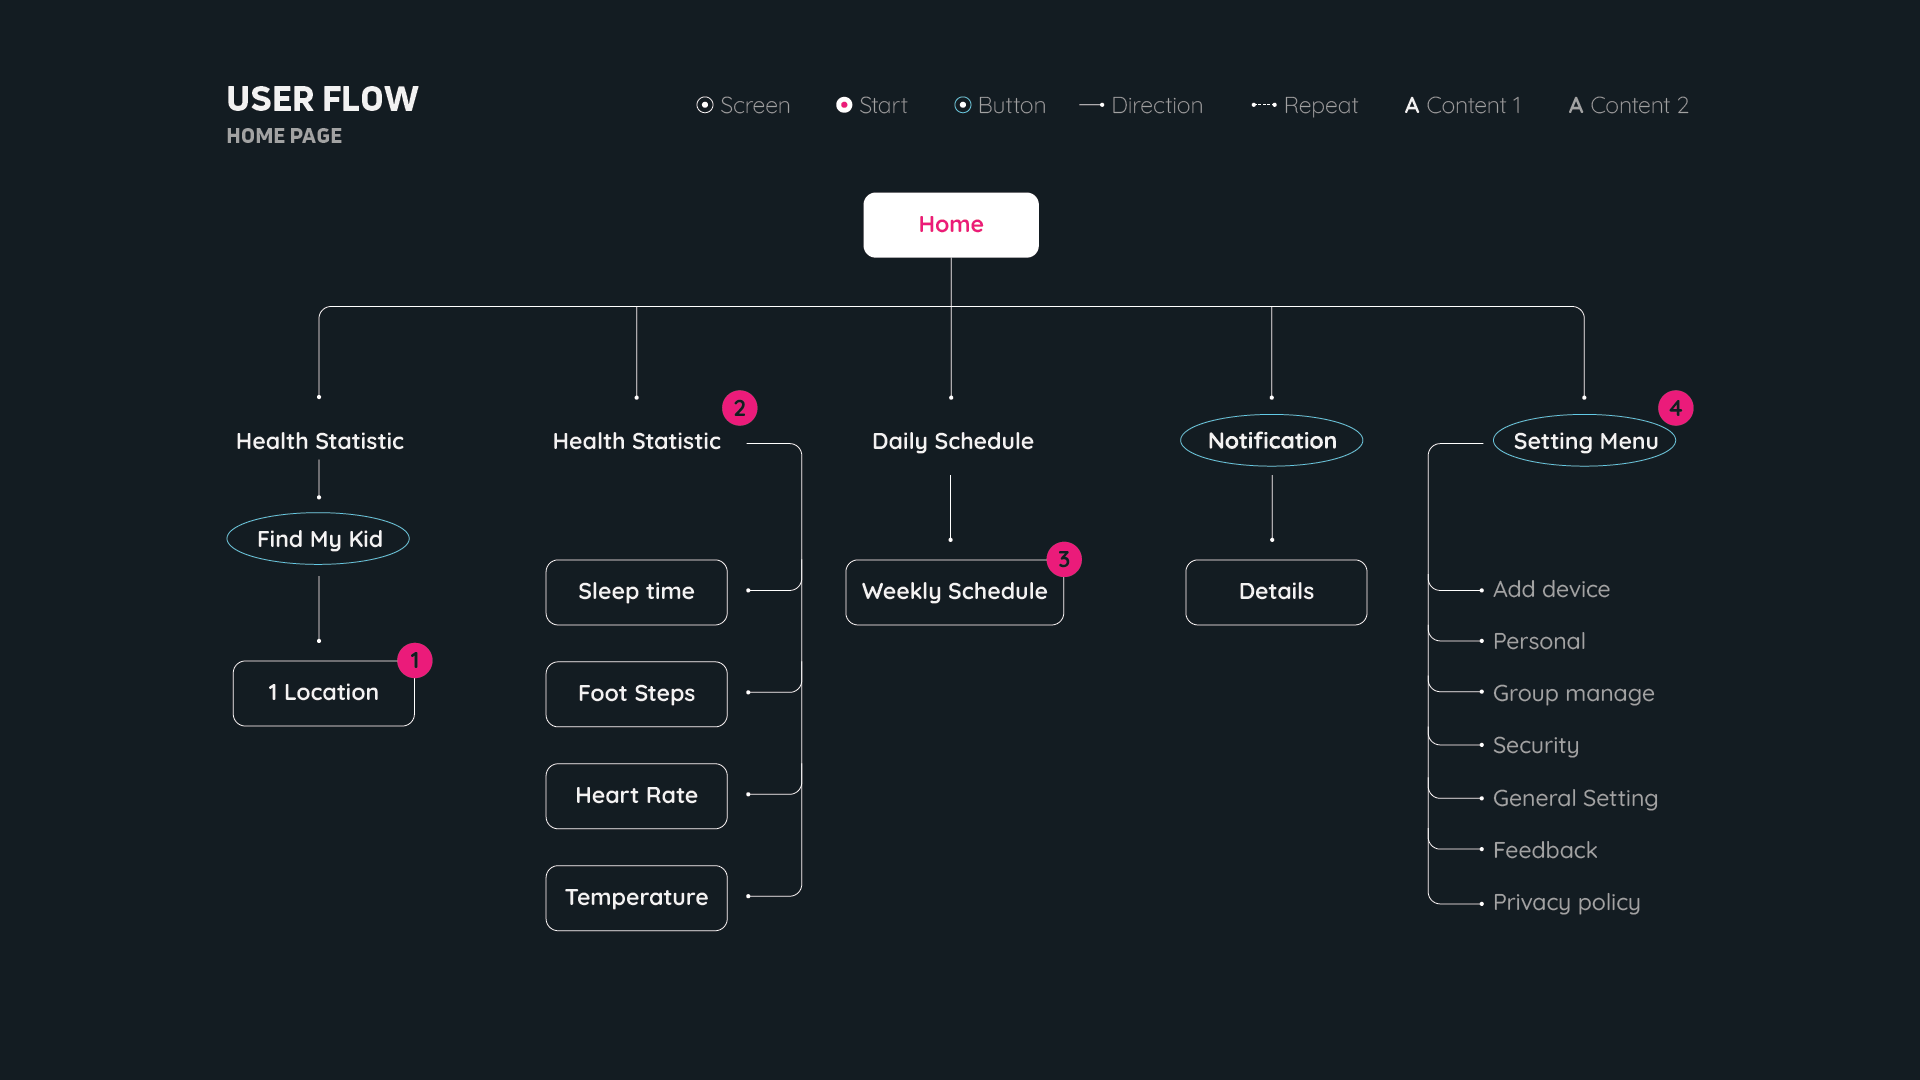 USER FLOW
HOME PAGE
Screen
Start
Button
Direction
Repeat
A Content 1
A Content 2
Home
Health Statistic
Find My Kid
1 Location
1
Health Statistic
2
Sleep time
Foot Steps
Heart Rate
Temperature
Daily Schedule
Weekly Schedule
3
Notification
Details
Setting Menu
4
Add device
Personal
Group manage
Security
General Setting
Feedback
Privacy policy